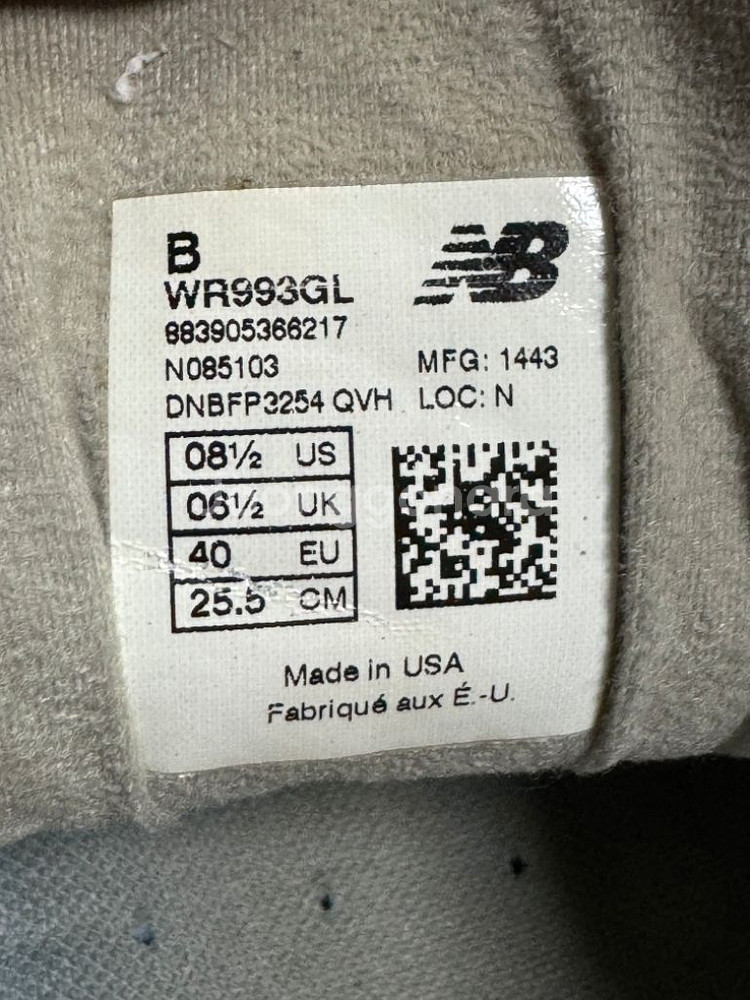 B
NB
WR993GL
883905366217
N085103
MFG: 1443
DNBFP3254 QVH
LOC: N
08½ US
06½ UK
40 EU
25.5 CM
Made in USA
Fabriqué aux É.-U.